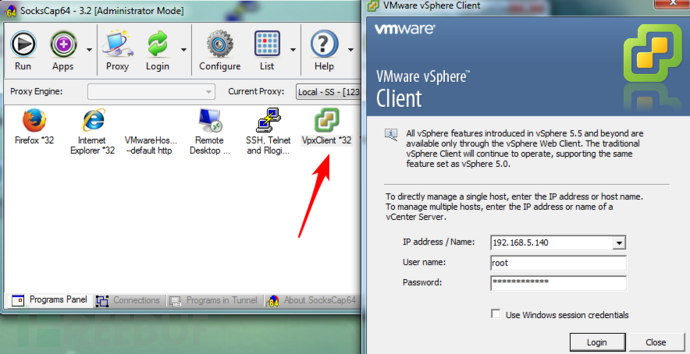 SocksCap64 - 3.2 [Administrator Mode]
Run
Apps
Proxy
Login
Configure
List
Help
Proxy Engine:
Current Proxy:
Local - SS - [123
Firefox *32
Internet
Explorer *32
VMwareHos...
--default http
Remote
Desktop ...
SSH, Telnet
and Rlogi...
VpxClient *32
Programs Panel
Connections
Programs in Tunnel
About SocksCap64
VMware vSphere Client
vmware
VMware vSphere™
Client
All vSphere features introduced in vSphere 5.5 and beyond are
available only through the vSphere Web Client. The traditional
vSphere Client will continue to operate, supporting the same
feature set as vSphere 5.0.
To directly manage a single host, enter the IP address or host name.
To manage multiple hosts, enter the IP address or name of a
vCenter Server.
IP address / Name:
192.168.5.140
User name:
root
Password:
************
Use Windows session credentials
Login
Close